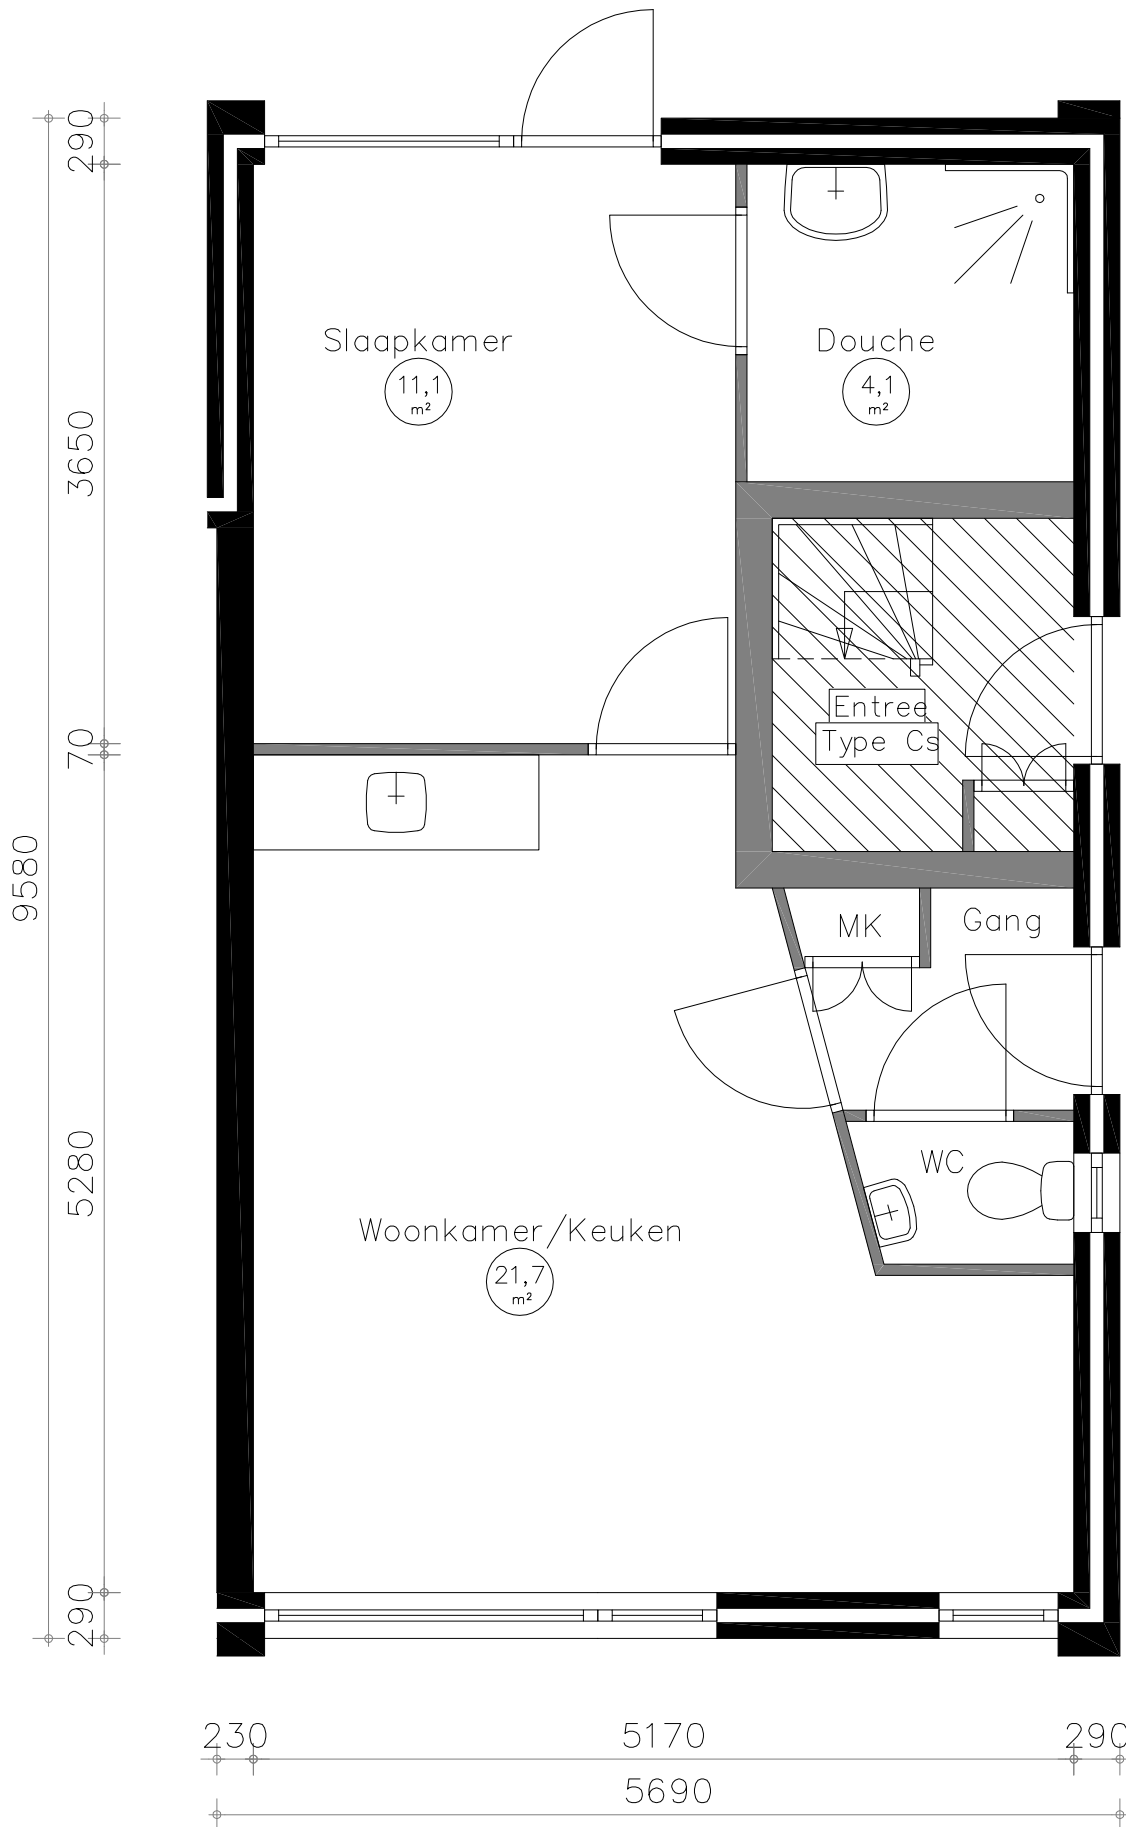 290
3650
70
9580
5280
290
Slaapkamer
11,1
m²
Douche
4,1
m²
Entree
Type Cs
MK
Gang
WC
Woonkamer/Keuken
21,7
m²
230
5170
290
5690